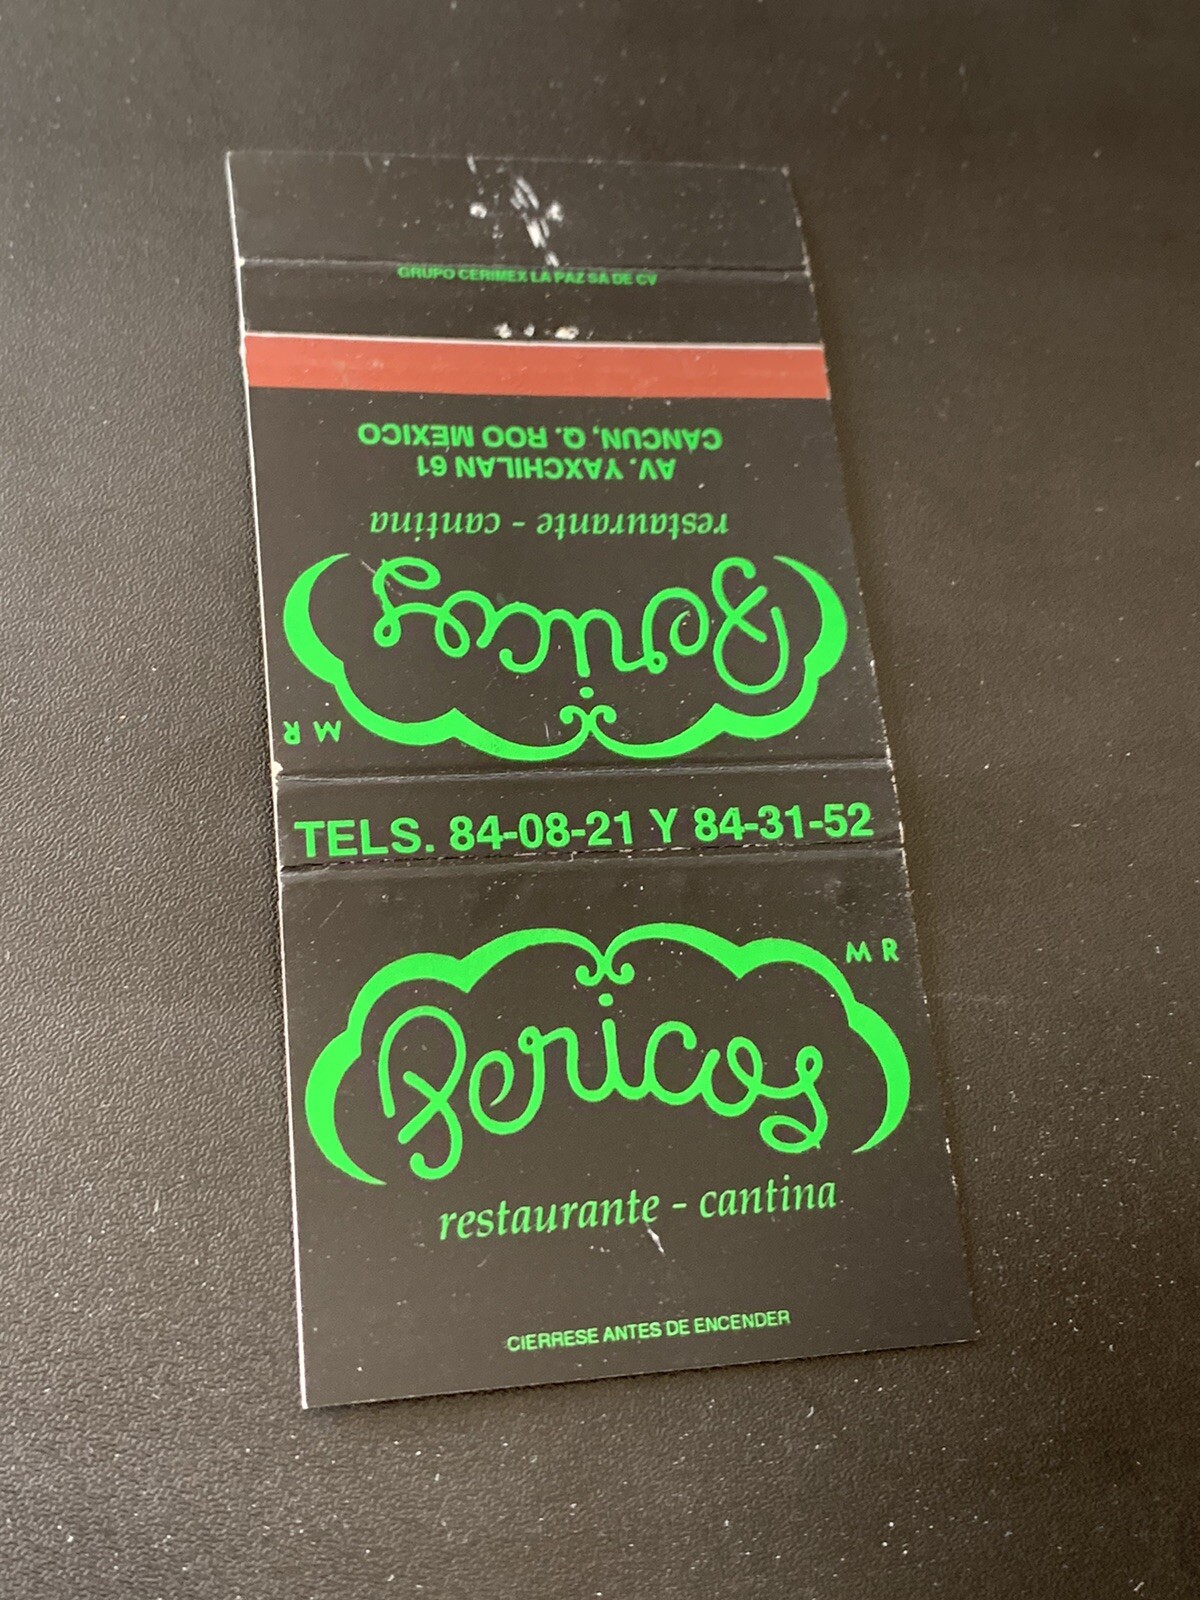 GRUPO CERIMEX LA PAZ SA DE CV
Pericos
M R
restaurante - cantina
AV. YAXCHILAN 61
CANCUN, Q. ROO MEXICO
TELS. 84-08-21 Y 84-31-52
M R
Pericos
restaurante - cantina
CIERRESE ANTES DE ENCENDER